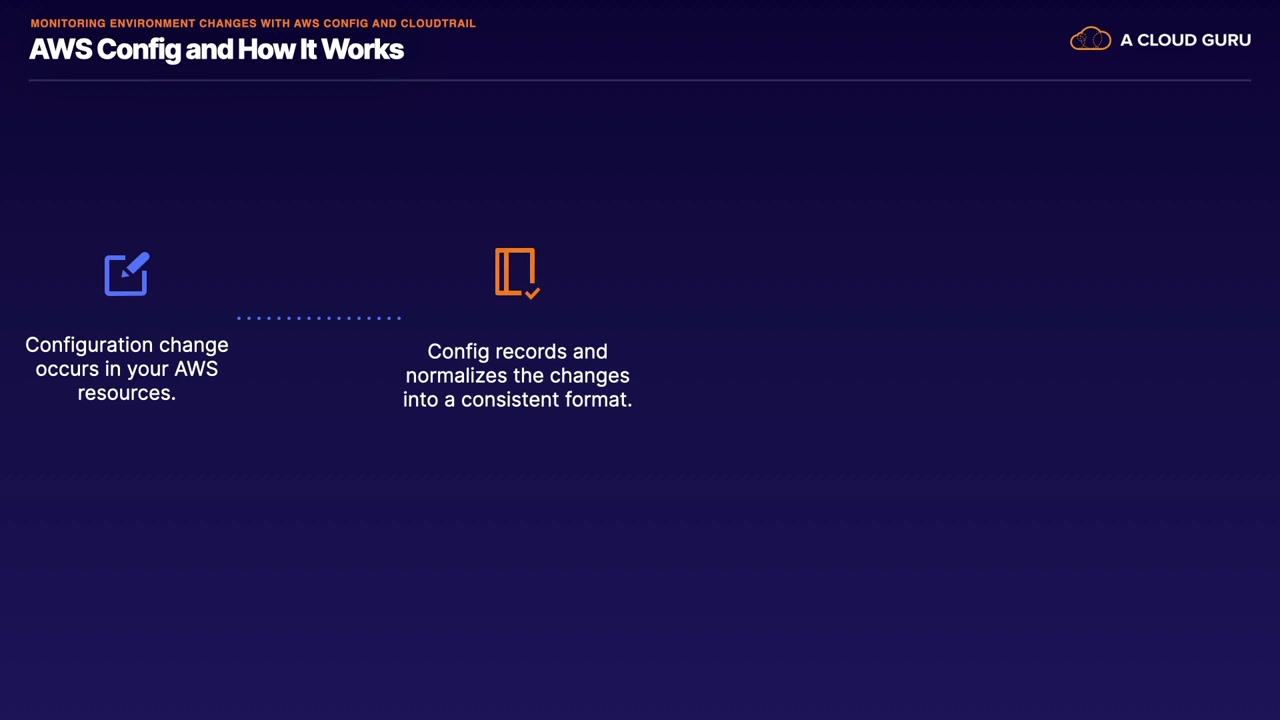 MONITORING ENVIRONMENT CHANGES WITH AWS CONFIG AND CLOUDTRAIL
AWS Config and How It Works
A CLOUD GURU
Configuration change
occurs in your AWS
resources.
Config records and
normalizes the changes
into a consistent format.